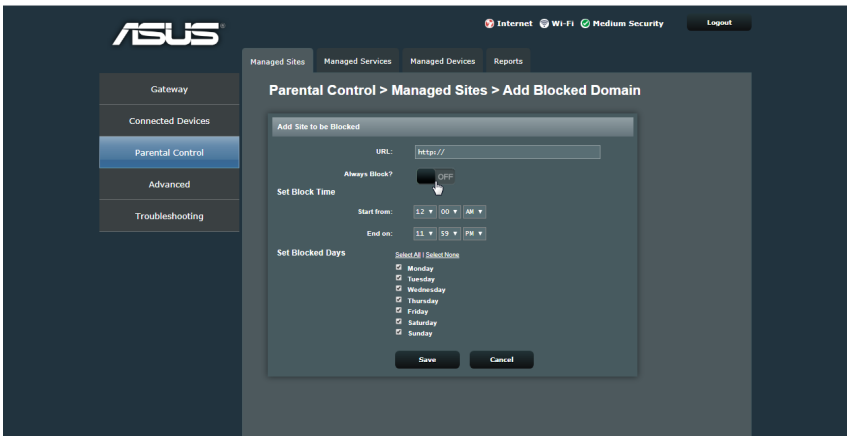 ASUS
Internet Wi-Fi Medium Security Logout
Managed Sites Managed Services Managed Devices Reports
Gateway
Connected Devices
Parental Control
Advanced
Troubleshooting
Parental Control > Managed Sites > Add Blocked Domain
Add Site to be Blocked
URL: http://
Always Block? OFF
Set Block Time
Start from: 12 ▼ 00 ▼ AM ▼
End on: 11 ▼ 59 ▼ PM ▼
Set Blocked Days Select All | Select None
Monday
Tuesday
Wednesday
Thursday
Friday
Saturday
Sunday
Save Cancel